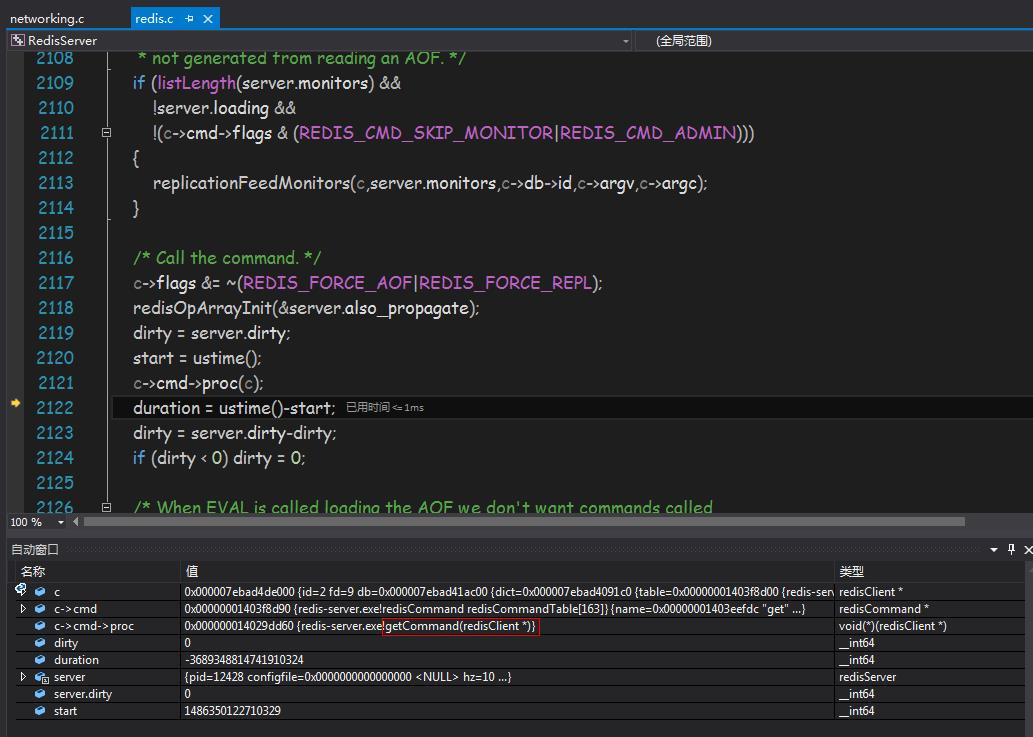 networking.c redis.c
RedisServer (全局范围)
2108 * not generated from reading an AOF. */
2109 if (listLength(server.monitors) &&
2110 !server.loading &&
2111 !(c->cmd->flags & (REDIS_CMD_SKIP_MONITOR|REDIS_CMD_ADMIN)))
2112 {
2113 replicationFeedMonitors(c,server.monitors,c->db->id,c->argv,c->argc);
2114 }
2115
2116 /* Call the command. */
2117 c->flags &= ~(REDIS_FORCE_AOF|REDIS_FORCE_REPL);
2118 redisOpArrayInit(&server.also_propagate);
2119 dirty = server.dirty;
2120 start = ustime();
2121 c->cmd->proc(c);
2122 duration = ustime()-start; 已用时间<=1ms
2123 dirty = server.dirty-dirty;
2124 if (dirty < 0) dirty = 0;
2125
2126 /* When EVAL is called loading the AOF we don't want commands called
100 %
自动窗口
名称 值 类型
c 0x000007ebad4de000 {id=2 fd=9 db=0x000007ebad41ac00 {dict=0x000007ebad4091c0 {table=0x00000001403f8d00 {redis-serv redisClient *
c->cmd 0x00000001403f8d90 {redis-server.exe!redisCommand redisCommandTable[163]} {name=0x00000001403eefdc "get" ...} redisCommand *
c->cmd->proc 0x000000014029dd60 {redis-server.exe!getCommand(redisClient *)} void(*)(redisClient *)
dirty 0 __int64
duration -3689348814741910324 __int64
server {pid=12428 configfile=0x0000000000000000 <NULL> hz=10 ...} redisServer
server.dirty 0 __int64
start 1486350122710329 __int64